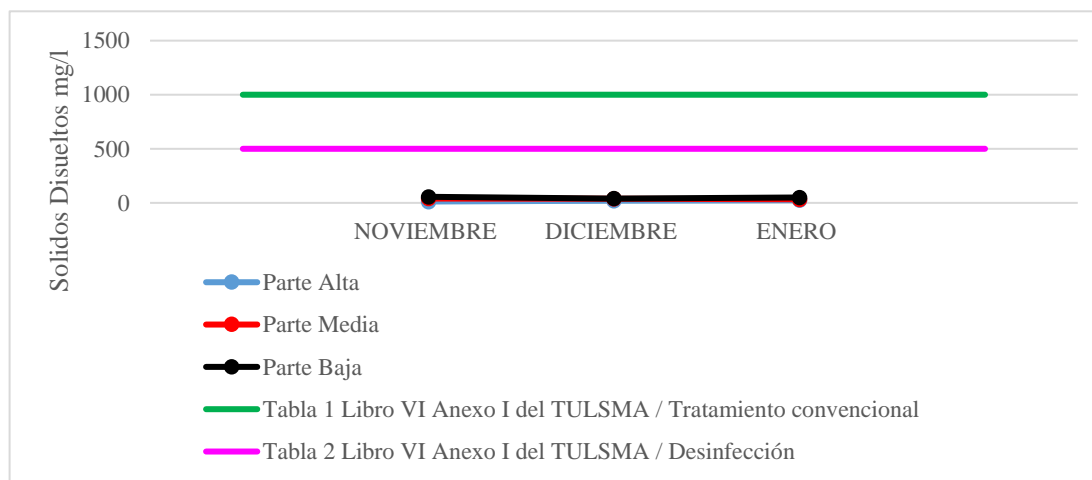 Solidos Disueltos mg/l
1500
1000
500
0
NOVIEMBRE DICIEMBRE ENERO
Parte Alta
Parte Media
Parte Baja
Tabla 1 Libro VI Anexo I del TULSMA / Tratamiento convencional
Tabla 2 Libro VI Anexo I del TULSMA / Desinfección